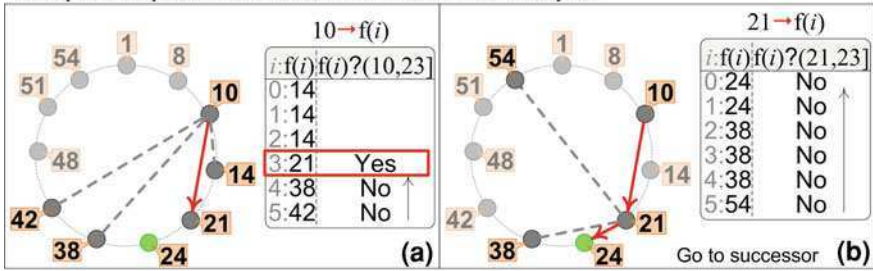 10→f(i)
i:f(i) f(i)?(10,23]
0:14
1:14
2:14
3:21 Yes
4:38 No
5:42 No
1
8
10
14
21
24
38
42
48
51
54
(a)
21→f(i)
i:f(i) f(i)?(21,23]
0:24 No
1:24 No
2:38 No
3:38 No
4:38 No
5:54 No
1
8
10
14
21
24
38
42
48
51
54
Go to successor (b)